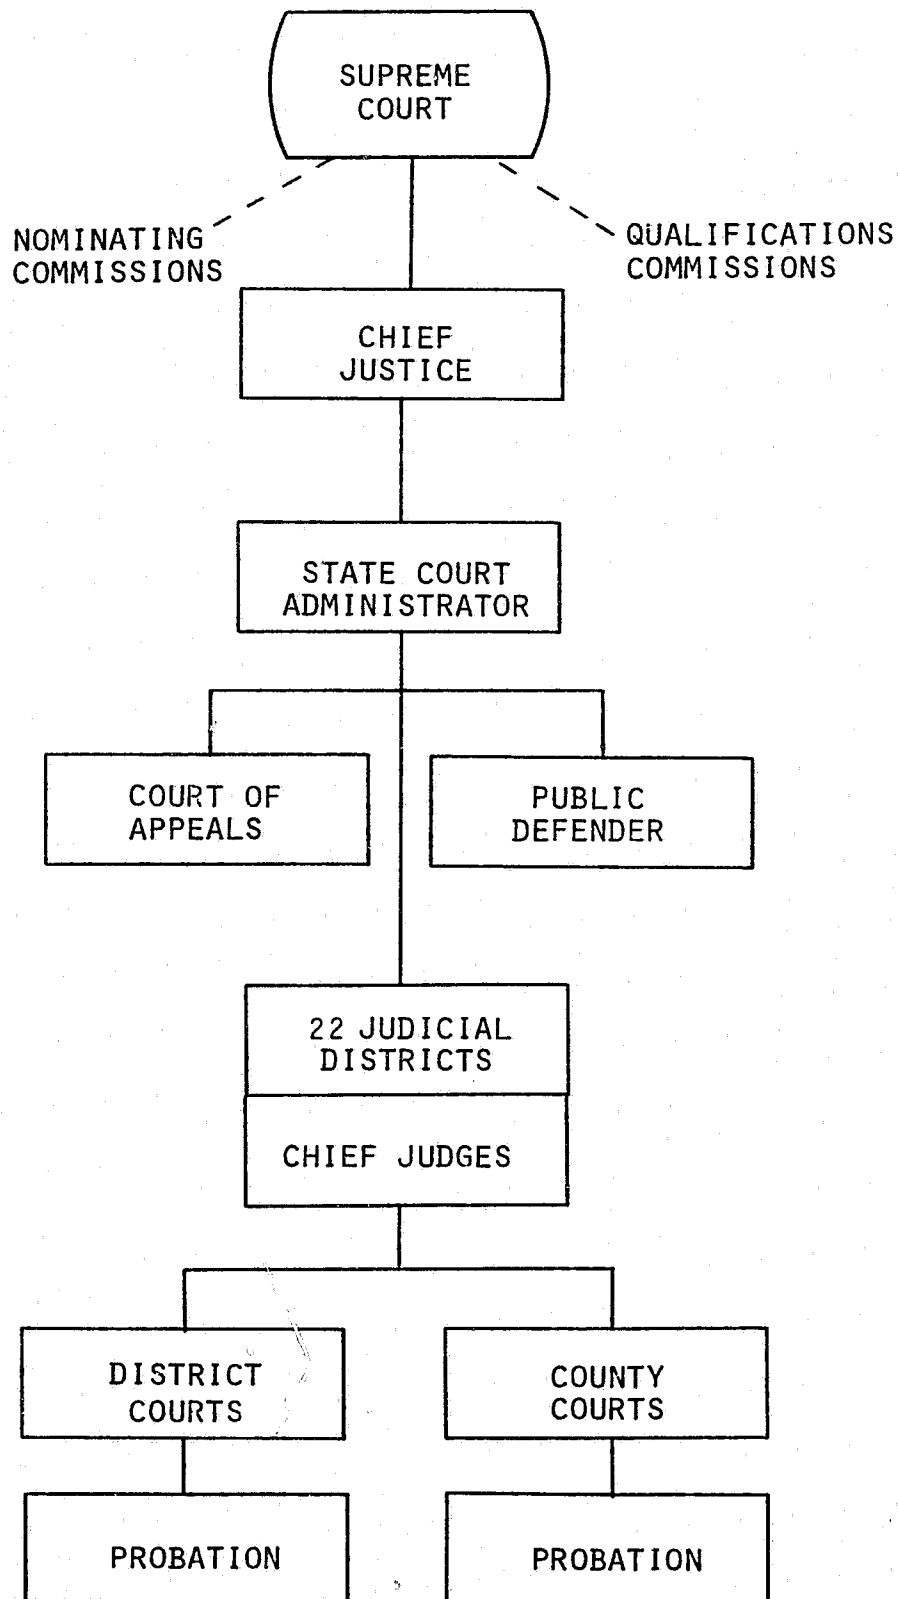 SUPREME
COURT
NOMINATING
COMMISSIONS
QUALIFICATIONS
COMMISSIONS
CHIEF
JUSTICE
STATE COURT
ADMINISTRATOR
COURT OF
APPEALS
PUBLIC
DEFENDER
22 JUDICIAL
DISTRICTS
CHIEF JUDGES
DISTRICT
COURTS
COUNTY
COURTS
PROBATION
PROBATION